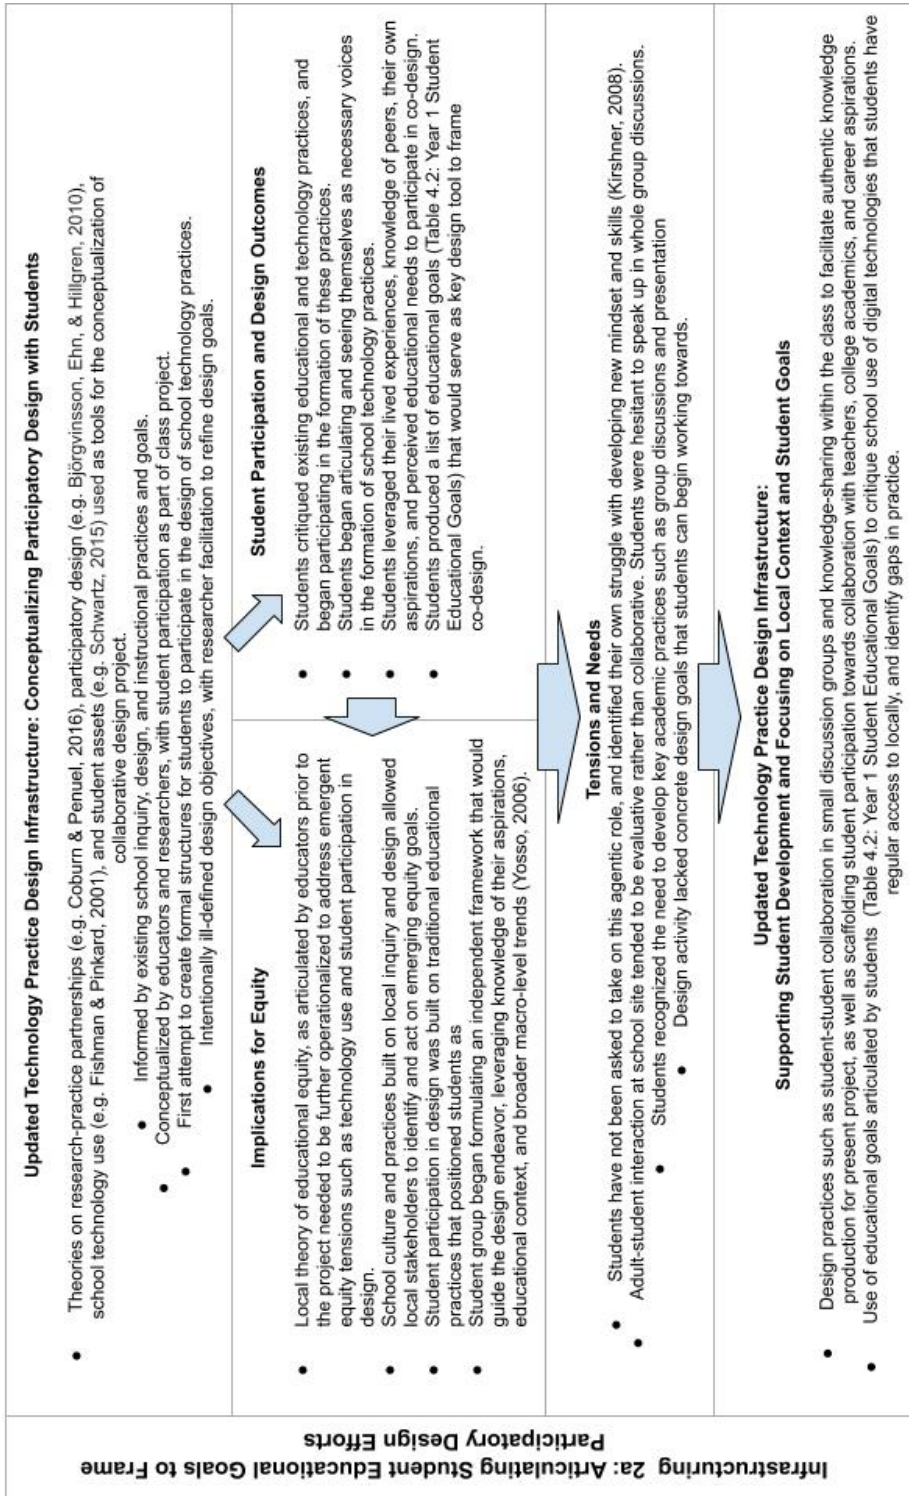 Infrastructuring 2a: Articulating Student Educational Goals to Frame
Participatory Design Efforts
Updated Technology Practice Design Infrastructure: Conceptualizing Participatory Design with Students
● Theories on research-practice partnerships (e.g. Coburn & Penuel, 2016), participatory design (e.g. Björgvinsson, Ehn, & Hillgren, 2010),
school technology use (e.g. Fishman & Pinkard, 2001), and student assets (e.g. Schwartz, 2015) used as tools for the conceptualization of
collaborative design project.
● Informed by existing school inquiry, design, and instructional practices and goals.
● Conceptualized by educators and researchers, with student participation as part of class project.
● First attempt to create formal structures for students to participate in the design of school technology practices.
● Intentionally ill-defined design objectives, with researcher facilitation to refine design goals.
Implications for Equity
● Local theory of educational equity, as articulated by educators prior to
the project needed to be further operationalized to address emergent
equity tensions such as technology use and student participation in
design.
● School culture and practices built on local inquiry and design allowed
local stakeholders to identify and act on emerging equity goals.
● Student participation in design was built on traditional educational
practices that positioned students as
● Student group began formulating an independent framework that would
guide the design endeavor, leveraging knowledge of their aspirations,
educational context, and broader macro-level trends (Yosso, 2006).
Student Participation and Design Outcomes
● Students critiqued existing educational and technology practices, and
began participating in the formation of these practices.
● Students began articulating and seeing themselves as necessary voices
in the formation of school technology practices.
● Students leveraged their lived experiences, knowledge of peers, their own
aspirations, and perceived educational needs to participate in co-design.
● Students produced a list of educational goals (Table 4.2: Year 1 Student
Educational Goals) that would serve as key design tool to frame
co-design.
Tensions and Needs
● Students have not been asked to take on this agentic role, and identified their own struggle with developing new mindset and skills (Kirshner, 2008).
● Adult-student interaction at school site tended to be evaluative rather than collaborative. Students were hesitant to speak up in whole group discussions.
● Students recognized the need to develop key academic practices such as group discussions and presentation
● Design activity lacked concrete design goals that students can begin working towards.
Updated Technology Practice Design Infrastructure:
Supporting Student Development and Focusing on Local Context and Student Goals
● Design practices such as student-student collaboration in small discussion groups and knowledge-sharing within the class to facilitate authentic knowledge
production for present project, as well as scaffolding student participation towards collaboration with teachers, college academics, and career aspirations.
● Use of educational goals articulated by students (Table 4.2: Year 1 Student Educational Goals) to critique school use of digital technologies that students have
regular access to locally, and identify gaps in practice.